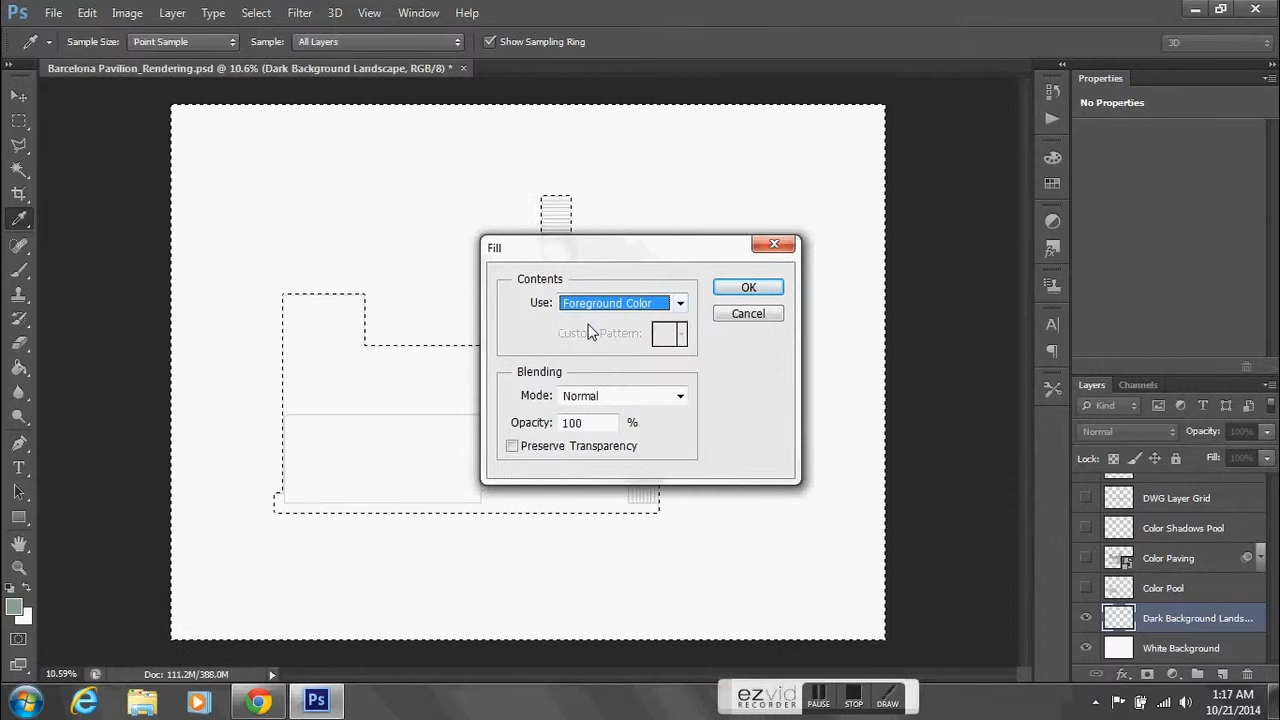 Ps File Edit Image Layer Type Select Filter 3D View Window Help
Sample Size: Point Sample Sample: All Layers Show Sampling Ring 3D
Barcelona Pavilion_Rendering.psd @ 10.6% (Dark Background Landscape, RGB/8) *
Properties
No Properties
Fill
Contents
Use: Foreground Color
OK
Custom Pattern:
Cancel
Blending
Mode: Normal
Opacity: 100 %
Preserve Transparency
Layers Channels
Kind
Normal Opacity: 100%
Lock: Fill: 100%
DWG Layer Grid
Color Shadows Pool
Color Paving
Color Pool
Dark Background Lands...
White Background
10.59% Doc: 111.2M/388.0M
ezvid
RECORDER
PAUSE STOP DRAW
Ps
1:17 AM
10/21/2014